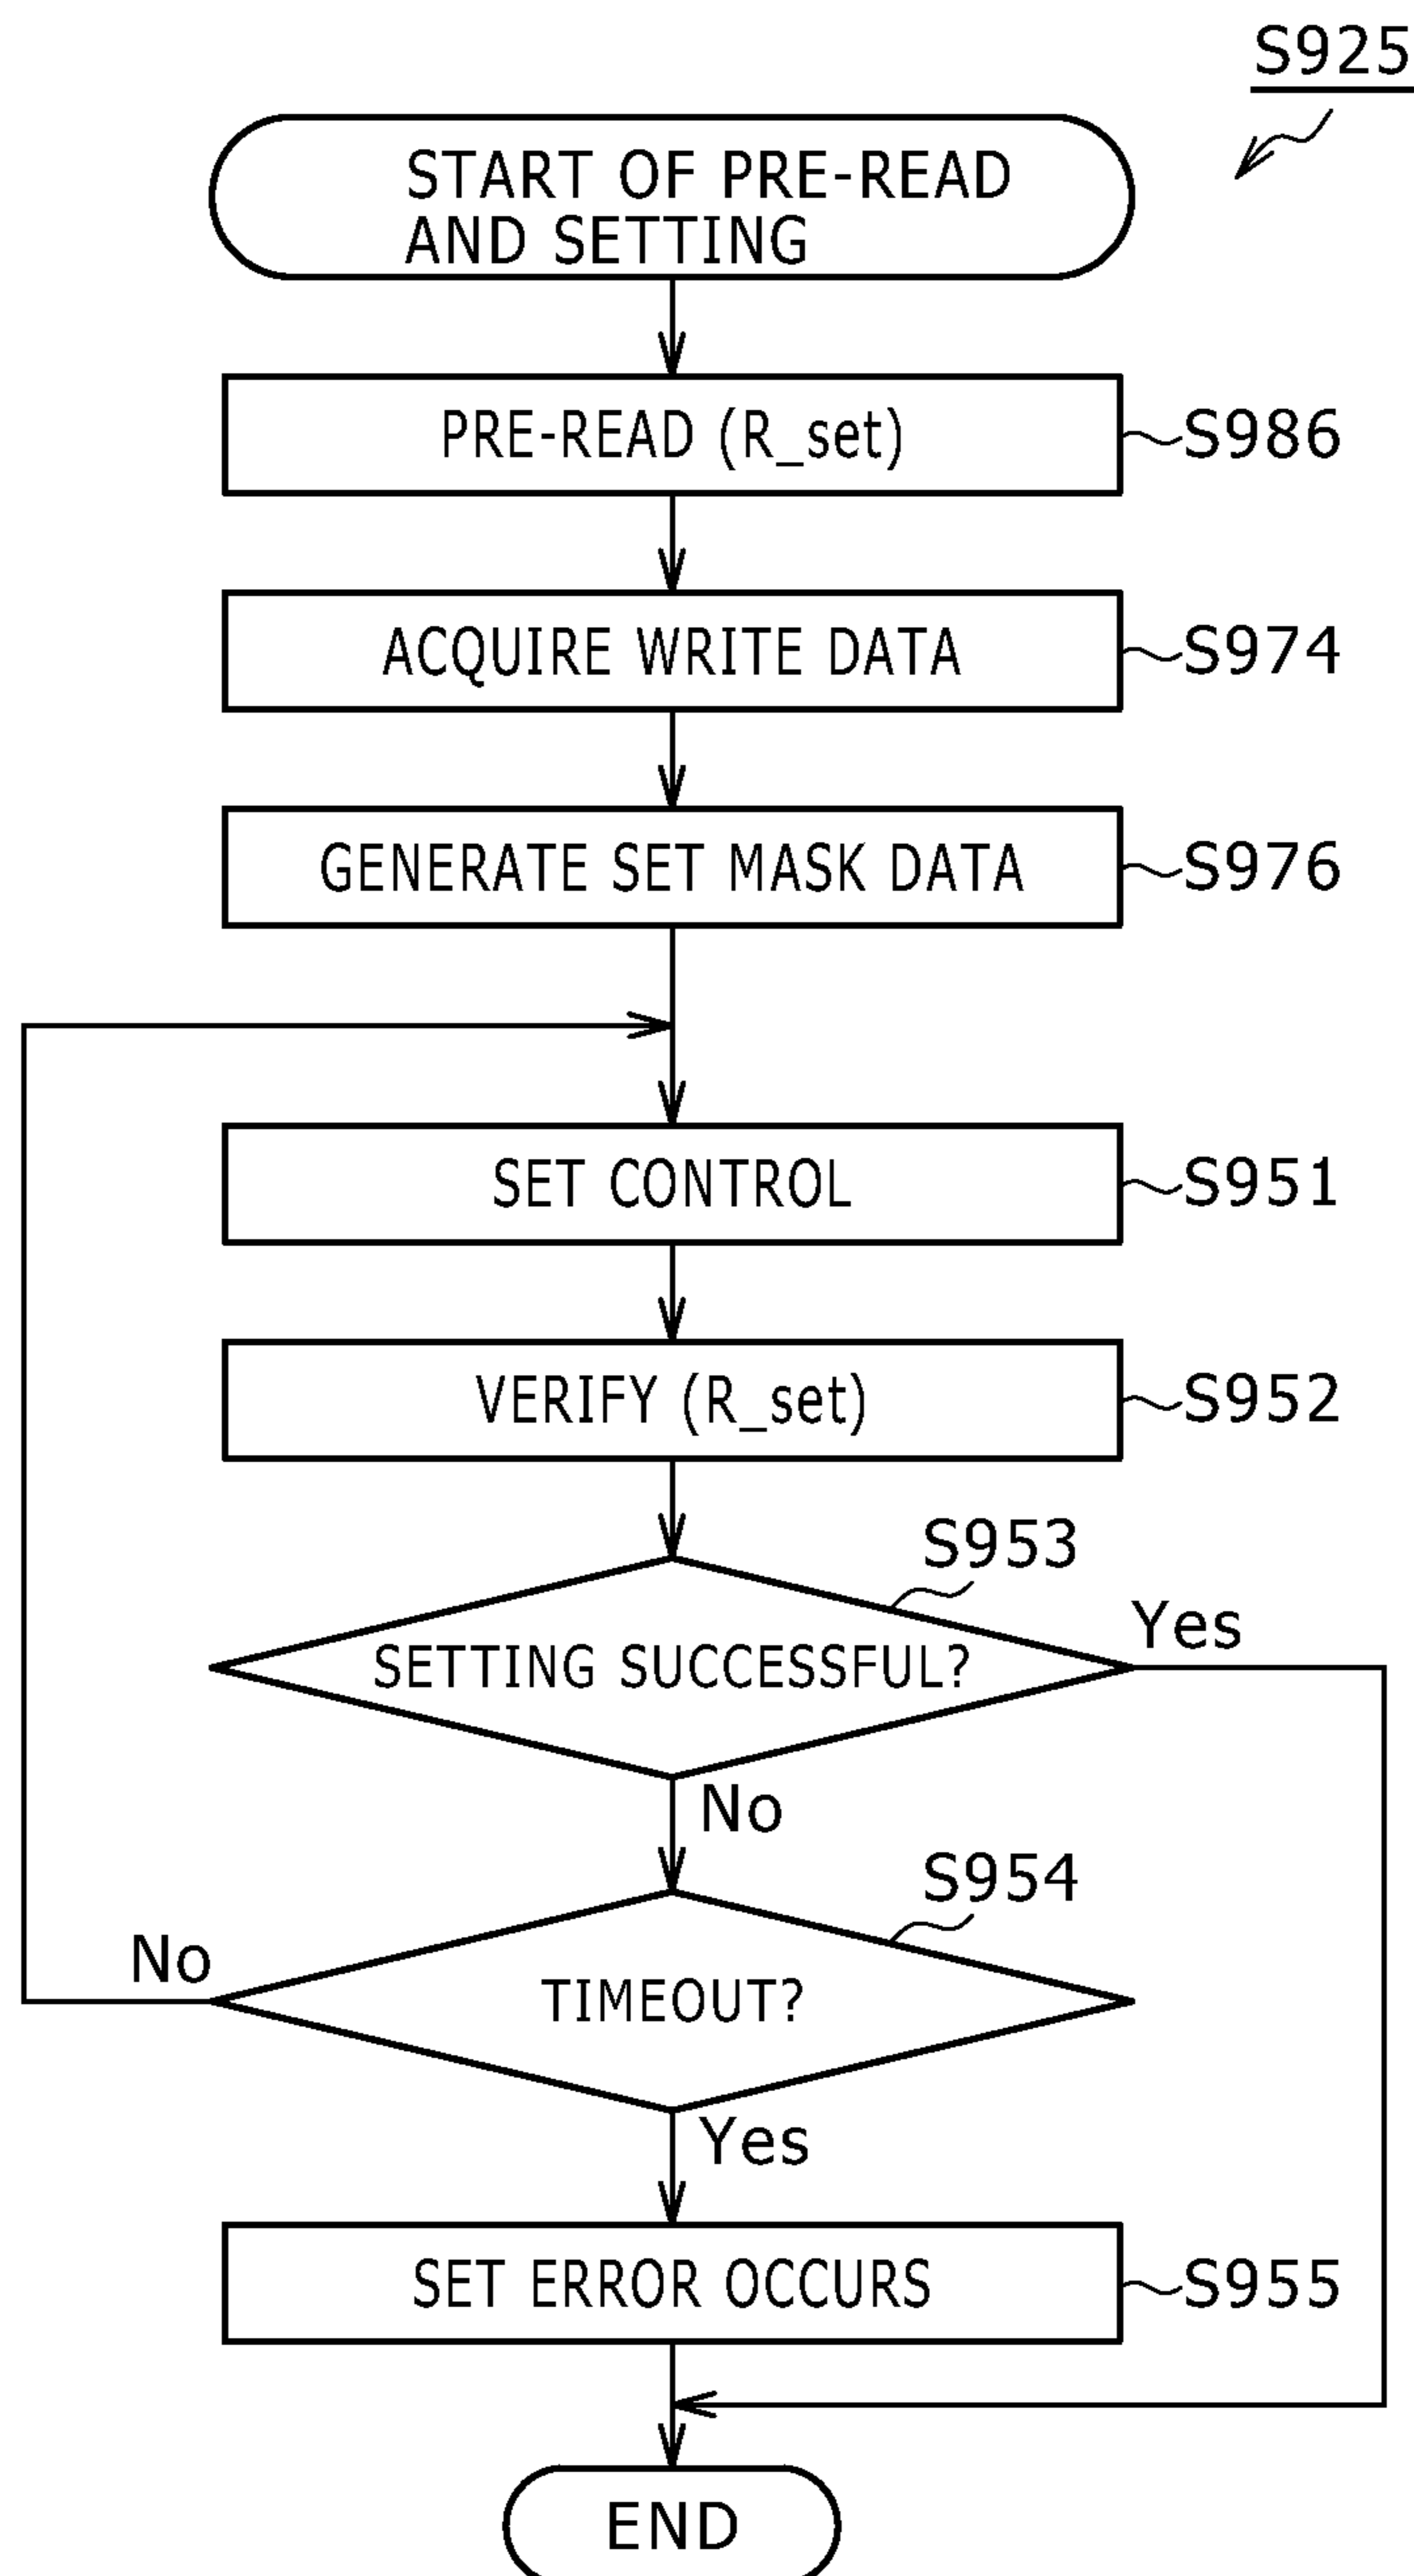 S925
START OF PRE-READ
AND SETTING
PRE-READ (R_set)
S986
ACQUIRE WRITE DATA
S974
GENERATE SET MASK DATA
S976
SET CONTROL
S951
VERIFY (R_set)
S952
S953
Yes
SETTING SUCCESSFUL?
No
S954
No
TIMEOUT?
Yes
SET ERROR OCCURS
S955
END